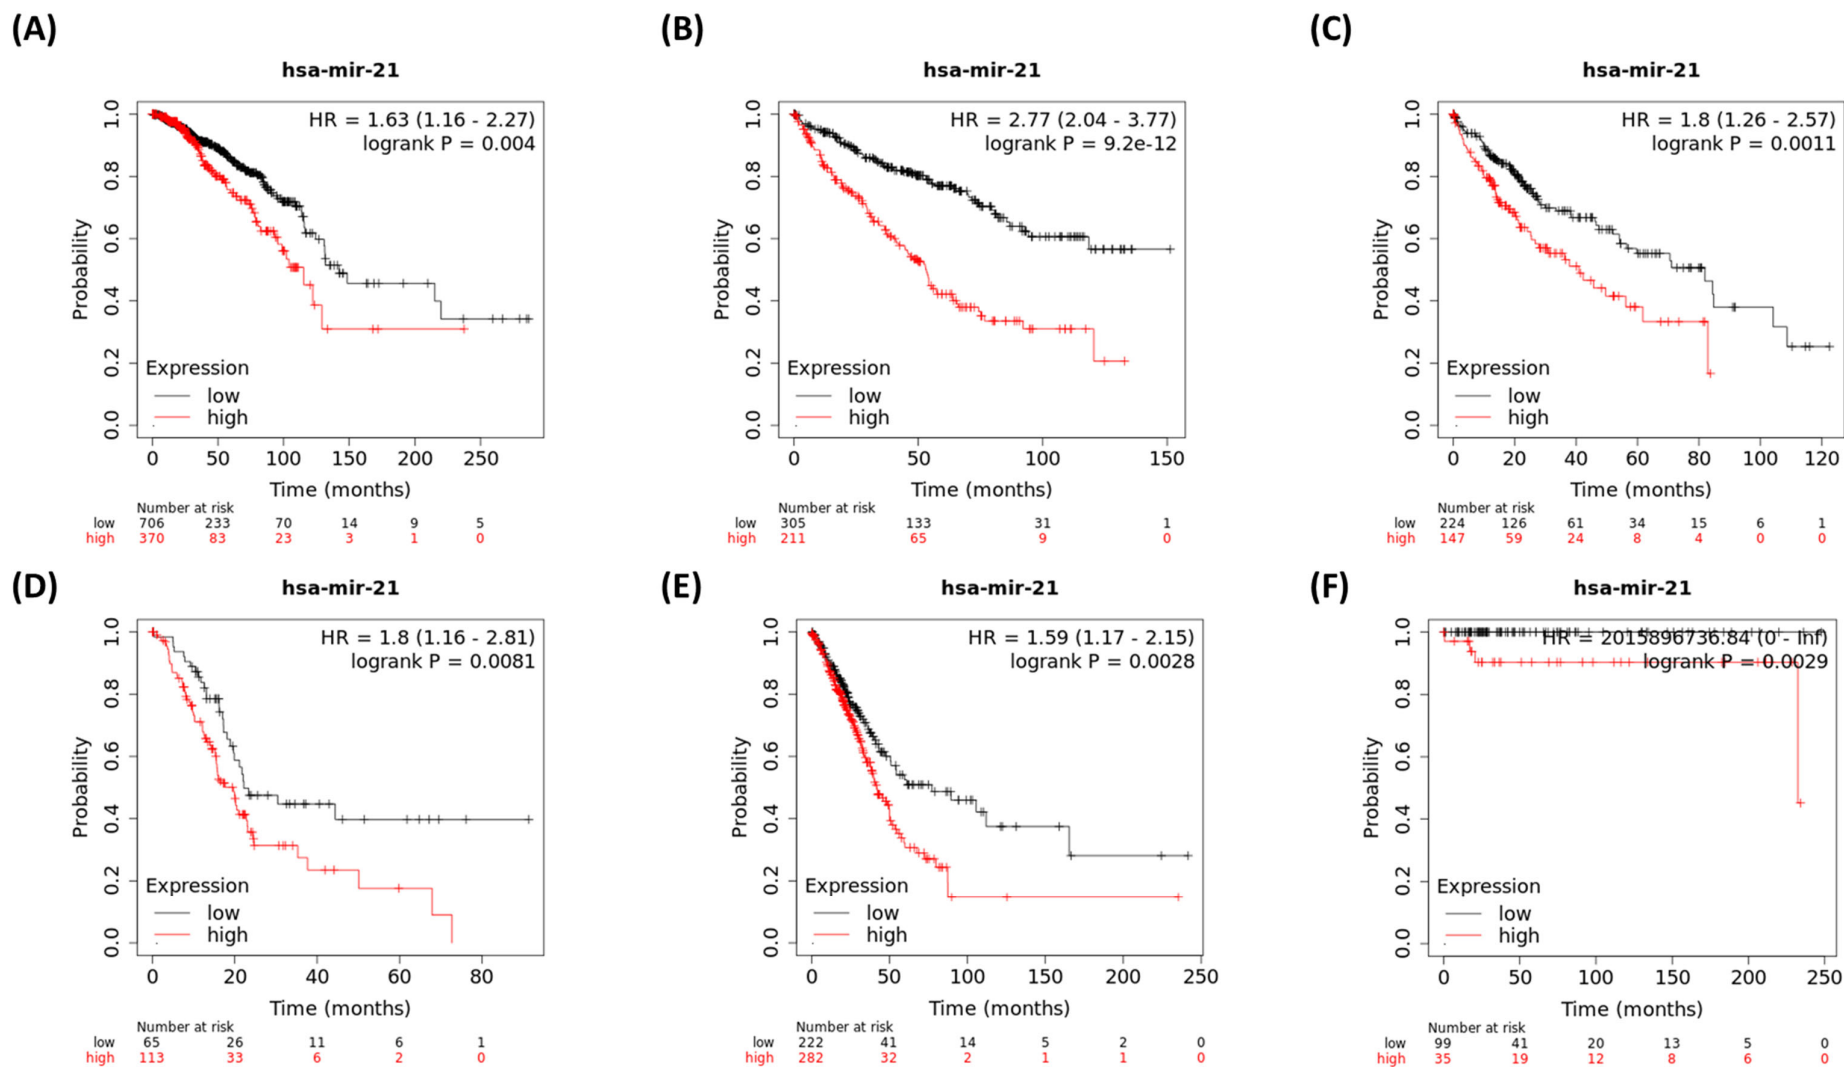 (A)
hsa-mir-21
HR = 1.63 (1.16 - 2.27)
logrank P = 0.004
Probability
0.0 0.2 0.4 0.6 0.8 1.0
Expression
low
high
0 50 100 150 200 250
Time (months)
Number at risk
low 706 233 70 14 9 5
high 370 83 23 3 1 0
(B)
hsa-mir-21
HR = 2.77 (2.04 - 3.77)
logrank P = 9.2e-12
Probability
0.0 0.2 0.4 0.6 0.8 1.0
Expression
low
high
0 50 100 150
Time (months)
Number at risk
low 305 133 31 1
high 211 65 9 0
(C)
hsa-mir-21
HR = 1.8 (1.26 - 2.57)
logrank P = 0.0011
Probability
0.0 0.2 0.4 0.6 0.8 1.0
Expression
low
high
0 20 40 60 80 100 120
Time (months)
Number at risk
low 224 126 61 34 15 6 1
high 147 59 24 8 4 0 0
(D)
hsa-mir-21
HR = 1.8 (1.16 - 2.81)
logrank P = 0.0081
Probability
0.0 0.2 0.4 0.6 0.8 1.0
Expression
low
high
0 20 40 60 80
Time (months)
Number at risk
low 65 26 11 6 1
high 113 33 6 2 0
(E)
hsa-mir-21
HR = 1.59 (1.17 - 2.15)
logrank P = 0.0028
Probability
0.0 0.2 0.4 0.6 0.8 1.0
Expression
low
high
0 50 100 150 200 250
Time (months)
Number at risk
low 222 41 14 5 2 0
high 282 32 2 1 1 0
(F)
hsa-mir-21
HR = 2015896736.84 (0 - Inf)
logrank P = 0.0029
Probability
0.0 0.2 0.4 0.6 0.8 1.0
Expression
low
high
0 50 100 150 200 250
Time (months)
Number at risk
low 99 41 20 13 5 0
high 35 19 12 8 6 0